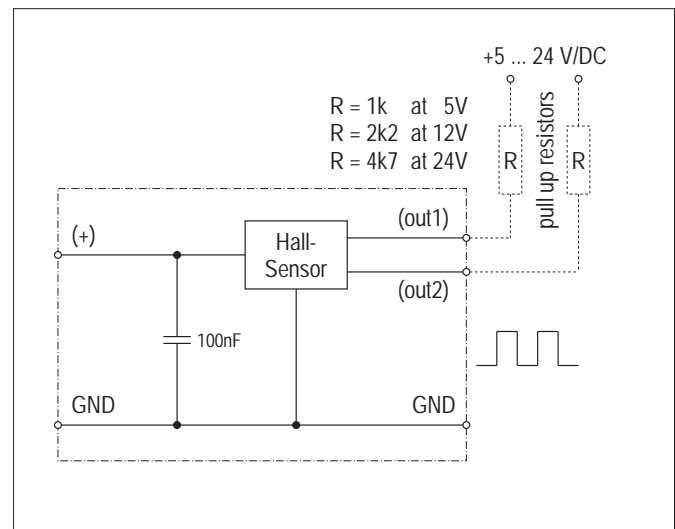 +5 ... 24 V/DC
R = 1k at 5V
R = 2k2 at 12V
R = 4k7 at 24V
R
pull up resistors
R
(+)
Hall-
Sensor
(out1)
(out2)
100nF
GND
GND